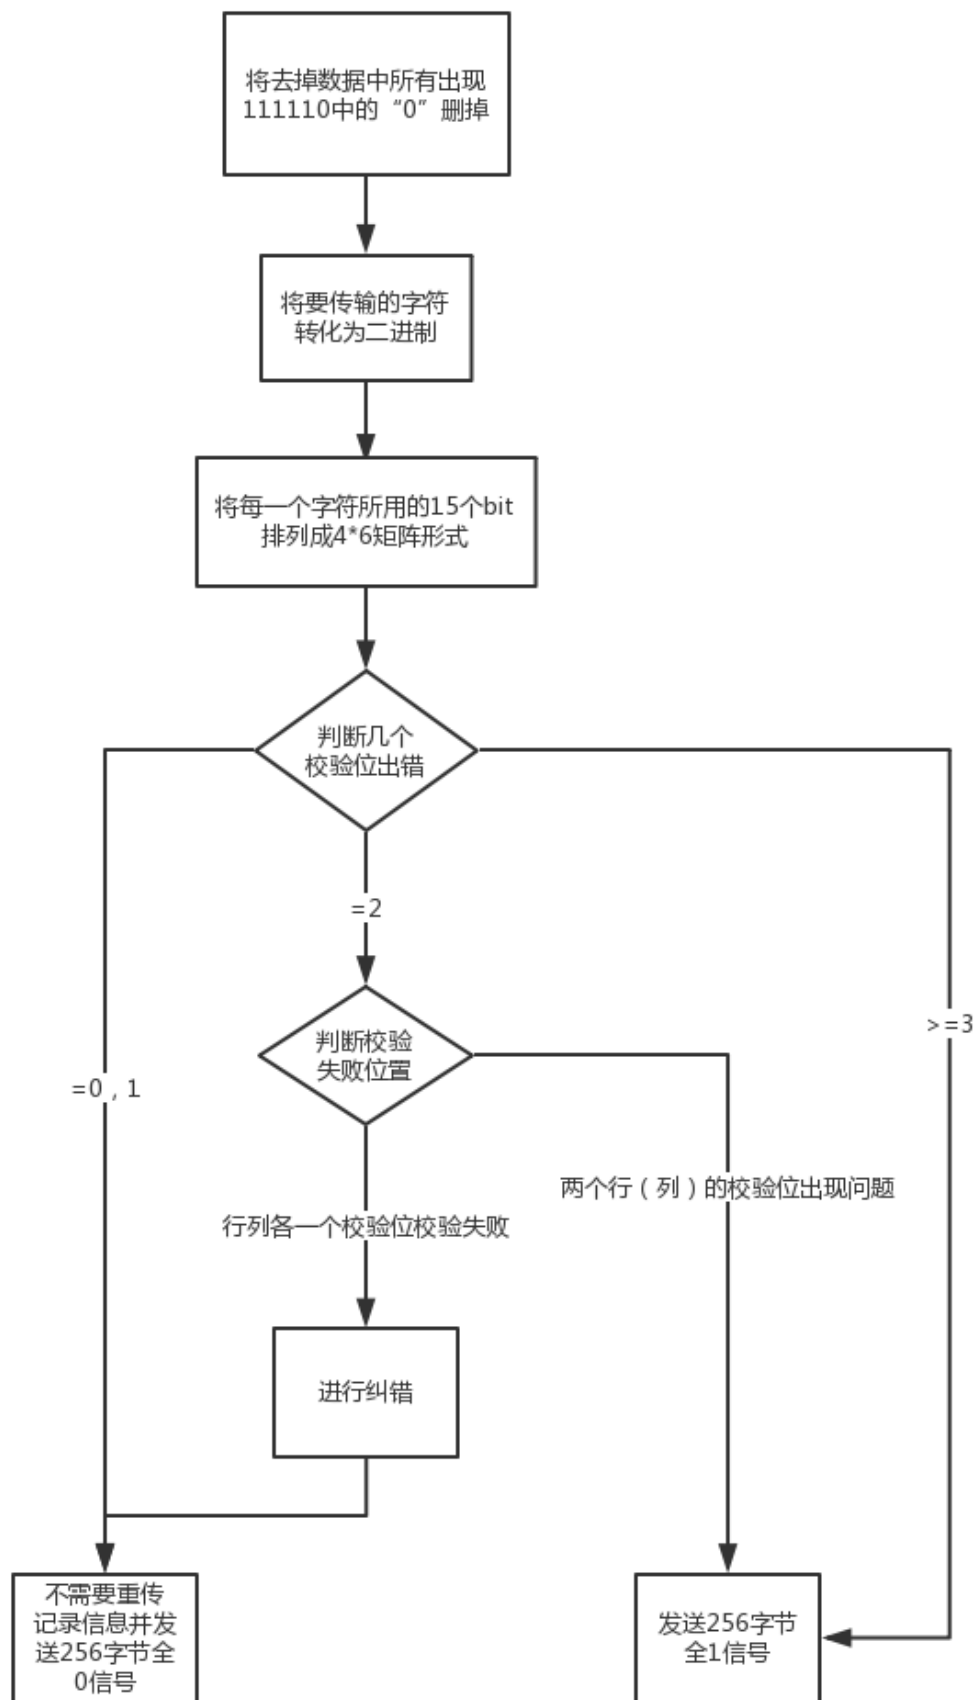 将去掉数据中所有出现
111110中的“0”删掉
将要传输的字符
转化为二进制
将每一个字符所用的15个bit
排列成4*6矩阵形式
判断几个
校验位出错
=2
>=3
判断校验
失败位置
=0，1
两个行（列）的校验位出现问题
行列各一个校验位校验失败
进行纠错
不需要重传
记录信息并发
送256字节全
0信号
发送256字节
全1信号